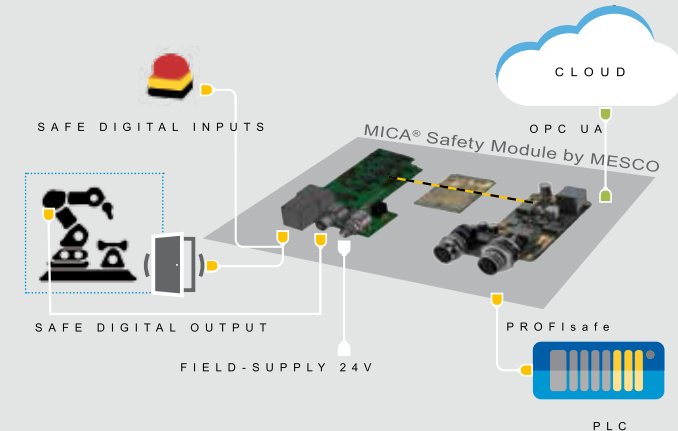 CLOUD
SAFE DIGITAL INPUTS
OPC UA
MICA® Safety Module by MESCO
SAFE DIGITAL OUTPUT
PROFIsafe
FIELD-SUPPLY 24V
PLC